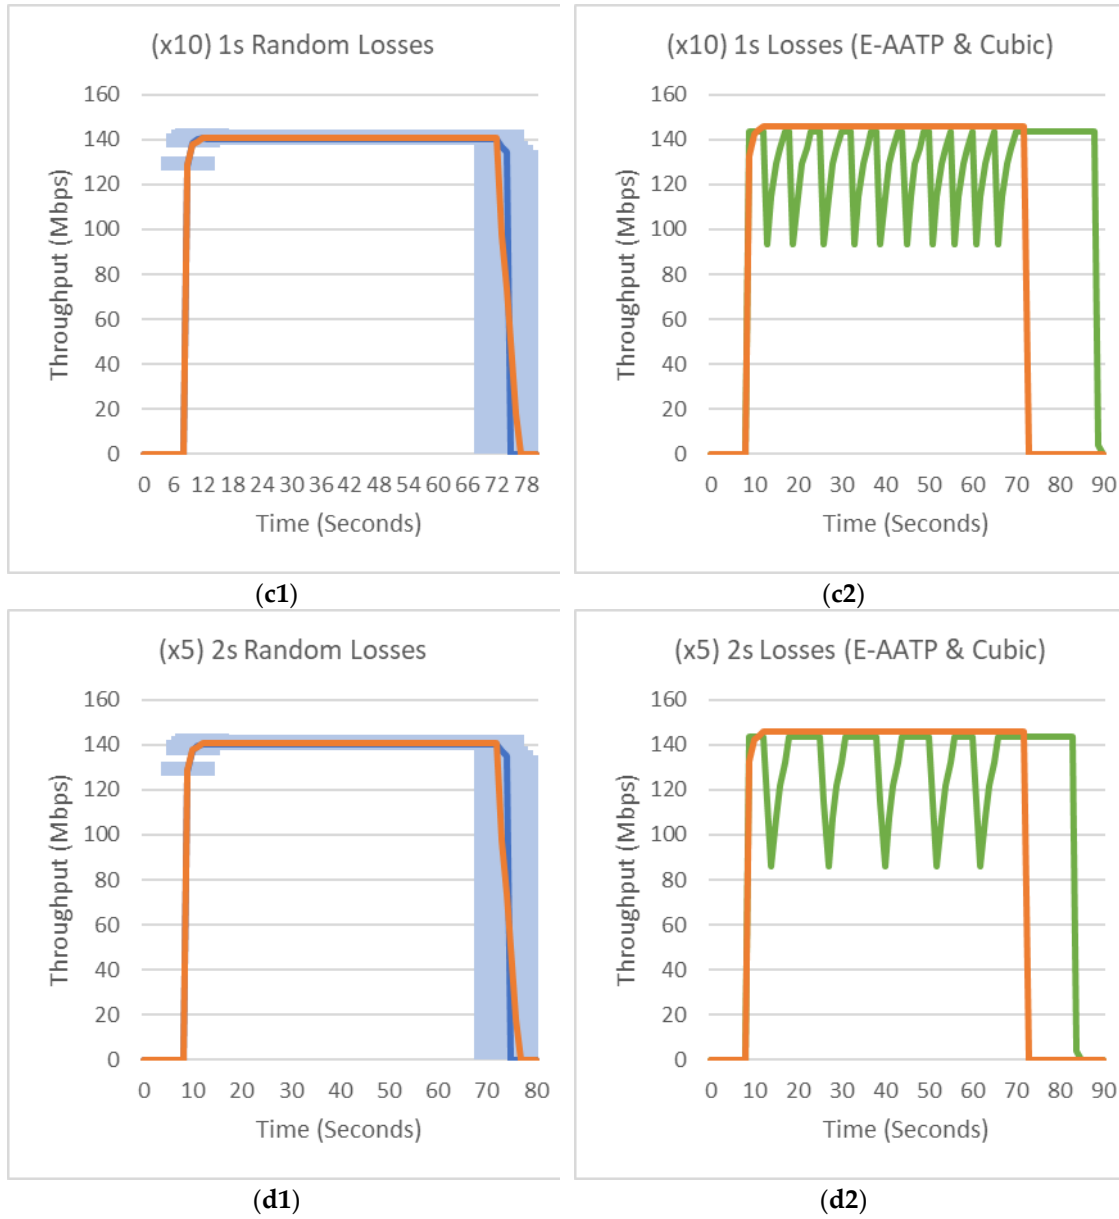 (x10) 1s Random Losses
160
140
120
100
80
60
40
20
0
Throughput (Mbps)
0 6 12 18 24 30 36 42 48 54 60 66 72 78
Time (Seconds)
(c1)
(x10) 1s Losses (E-AATP & Cubic)
160
140
120
100
80
60
40
20
0
Throughput (Mbps)
0 10 20 30 40 50 60 70 80 90
Time (Seconds)
(c2)
(x5) 2s Random Losses
160
140
120
100
80
60
40
20
0
Throughput (Mbps)
0 10 20 30 40 50 60 70 80
Time (Seconds)
(d1)
(x5) 2s Losses (E-AATP & Cubic)
160
140
120
100
80
60
40
20
0
Throughput (Mbps)
0 10 20 30 40 50 60 70 80 90
Time (Seconds)
(d2)